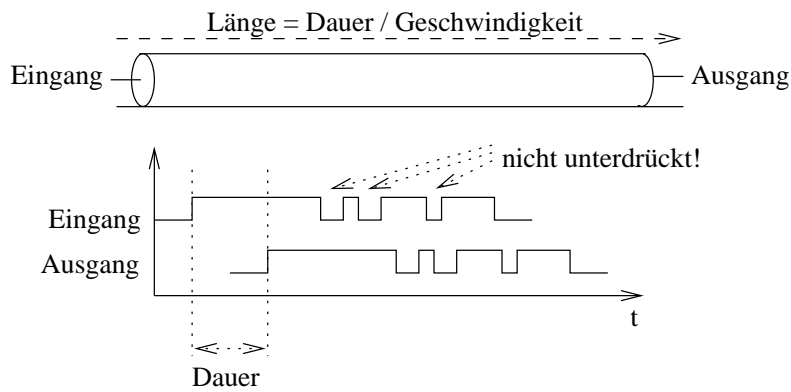 Länge = Dauer / Geschwindigkeit
Eingang
Ausgang
nicht unterdrückt!
Eingang
Ausgang
t
Dauer